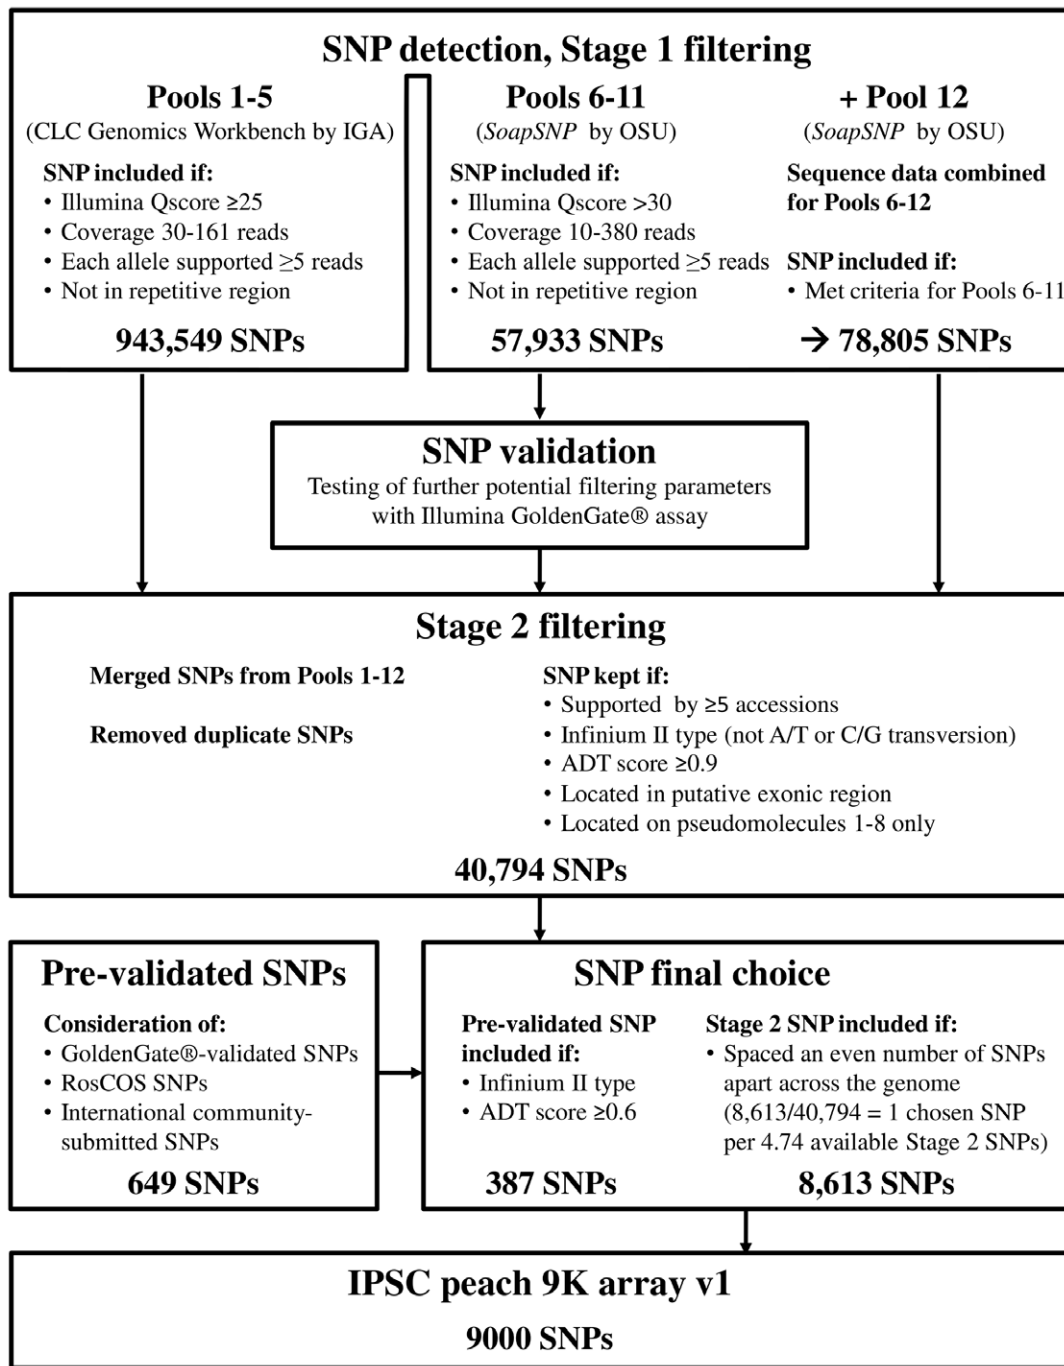 SNP detection, Stage 1 filtering
Pools 1-5
(CLC Genomics Workbench by IGA)
SNP included if:
• Illumina Qscore ≥25
• Coverage 30-161 reads
• Each allele supported ≥5 reads
• Not in repetitive region
943,549 SNPs
Pools 6-11
(SoapSNP by OSU)
SNP included if:
• Illumina Qscore >30
• Coverage 10-380 reads
• Each allele supported ≥5 reads
• Not in repetitive region
57,933 SNPs
+ Pool 12
(SoapSNP by OSU)
Sequence data combined
for Pools 6-12
SNP included if:
• Met criteria for Pools 6-11
→ 78,805 SNPs
SNP validation
Testing of further potential filtering parameters
with Illumina GoldenGate® assay
Stage 2 filtering
Merged SNPs from Pools 1-12
Removed duplicate SNPs
SNP kept if:
• Supported by ≥5 accessions
• Infinium II type (not A/T or C/G transversion)
• ADT score ≥0.9
• Located in putative exonic region
• Located on pseudomolecules 1-8 only
40,794 SNPs
Pre-validated SNPs
Consideration of:
• GoldenGate®-validated SNPs
• RosCOS SNPs
• International community-
submitted SNPs
649 SNPs
SNP final choice
Pre-validated SNP
included if:
• Infinium II type
• ADT score ≥0.6
387 SNPs
Stage 2 SNP included if:
• Spaced an even number of SNPs
apart across the genome
(8,613/40,794 = 1 chosen SNP
per 4.74 available Stage 2 SNPs)
8,613 SNPs
IPSC peach 9K array v1
9000 SNPs